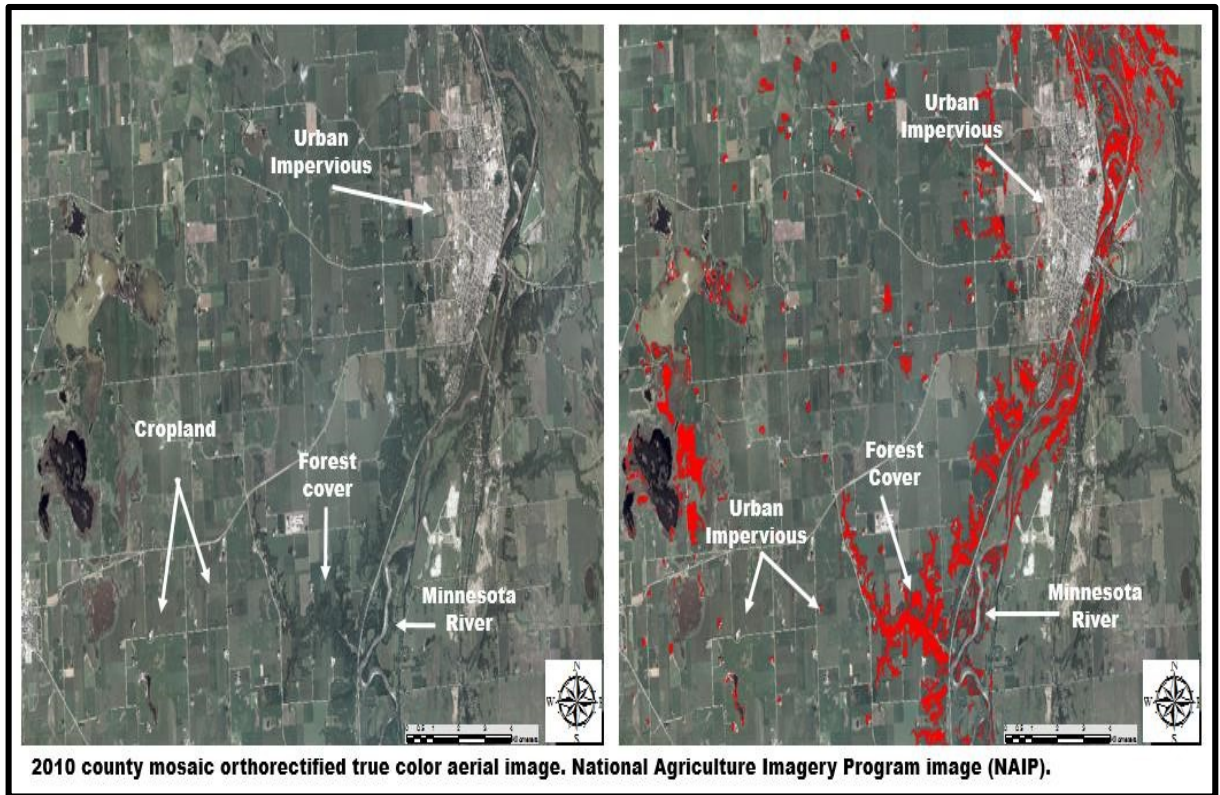 Urban
Impervious
Cropland
Forest
cover
Minnesota
River
N
W
S
Urban
Impervious
Forest
Cover
Urban
Impervious
Minnesota
River
N
W
E
S
2010 county mosaic orthorectified true color aerial image. National Agriculture Imagery Program image (NAIP).